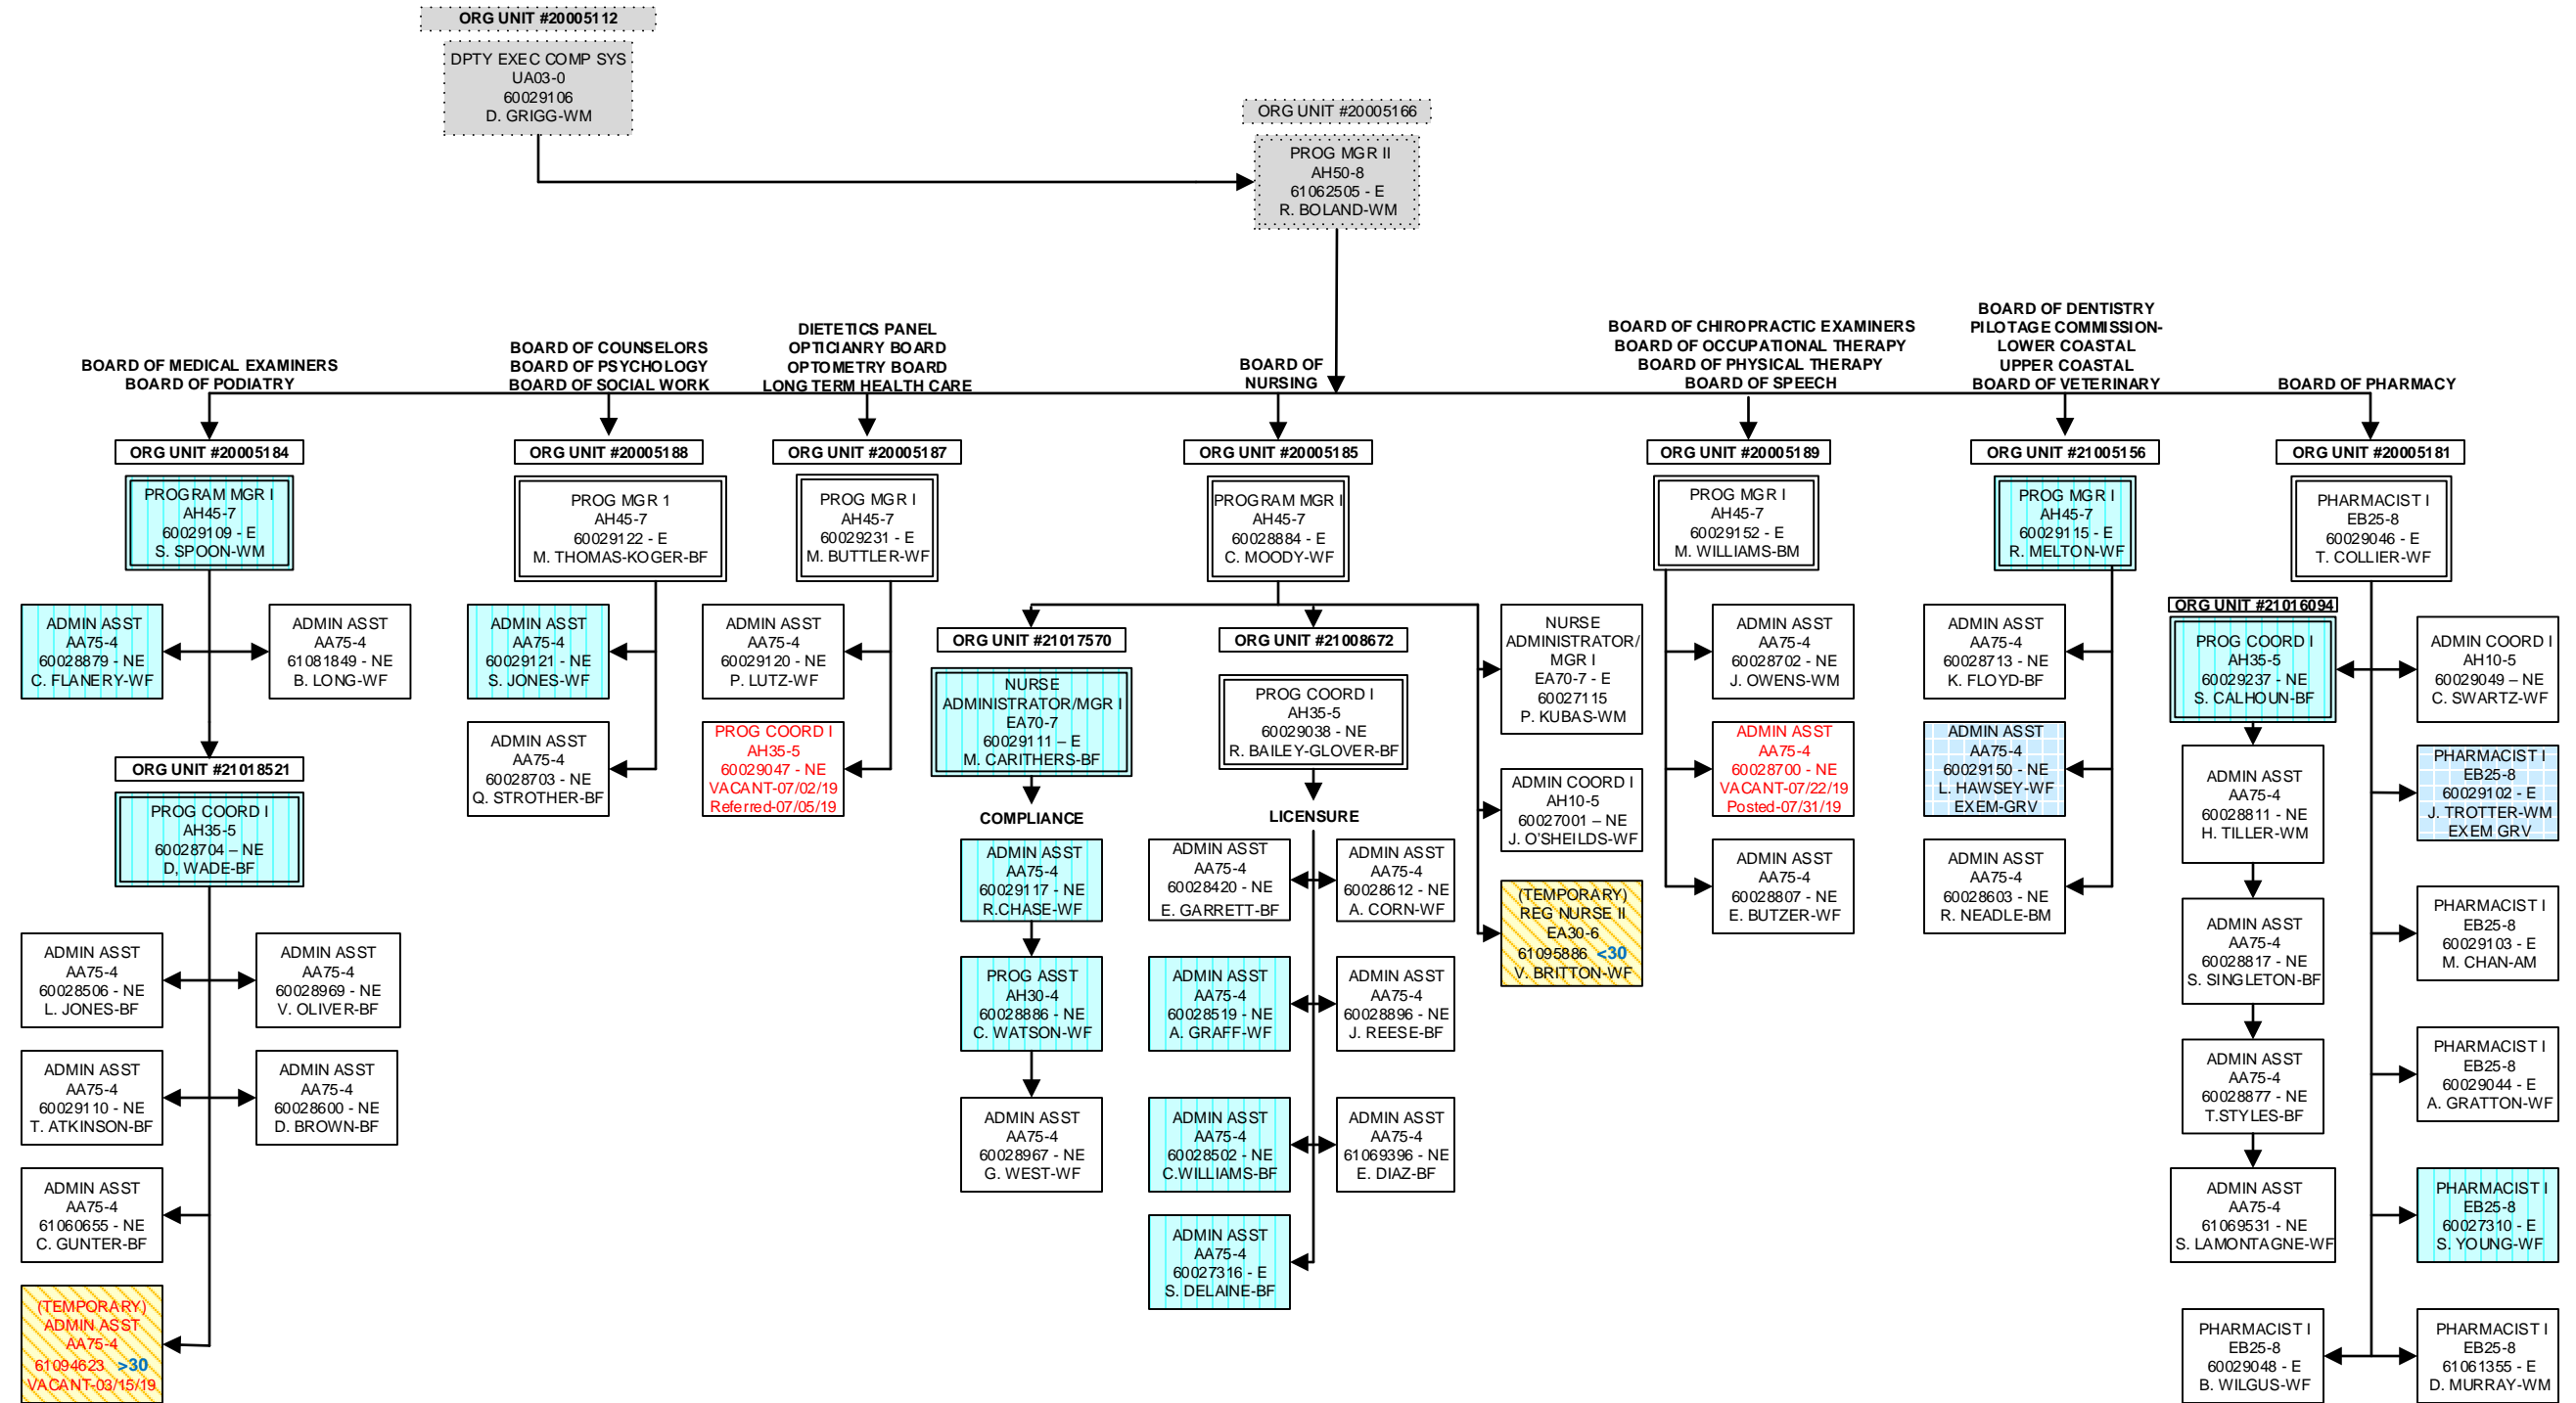 ORG UNIT #20005112
DPTY EXEC COMP SYS
UA03-0
60029106
D. GRIGG-WM
ORG UNIT #20005166
PROG MGR II
AH50-8
61062505 - E
R. BOLAND-WM
BOARD OF MEDICAL EXAMINERS
BOARD OF PODIATRY
ORG UNIT #20005184
PROGRAM MGR I
AH45-7
60029109 - E
S. SPOON-WM
ADMIN ASST
AA75-4
60028879 - NE
C. FLANERY-WF
ADMIN ASST
AA75-4
61081849 - NE
B. LONG-WF
ORG UNIT #21018521
PROG COORD I
AH35-5
60028704 – NE
D, WADE-BF
ADMIN ASST
AA75-4
60028506 - NE
L. JONES-BF
ADMIN ASST
AA75-4
60028969 - NE
V. OLIVER-BF
ADMIN ASST
AA75-4
60029110 - NE
T. ATKINSON-BF
ADMIN ASST
AA75-4
60028600 - NE
D. BROWN-BF
ADMIN ASST
AA75-4
61060655 - NE
C. GUNTER-BF
(TEMPORARY)
ADMIN ASST
AA75-4
61094623 >30
VACANT-03/15/19
BOARD OF COUNSELORS
BOARD OF PSYCHOLOGY
BOARD OF SOCIAL WORK
ORG UNIT #20005188
PROG MGR 1
AH45-7
60029122 - E
M. THOMAS-KOGER-BF
ADMIN ASST
AA75-4
60029121 - NE
S. JONES-WF
ADMIN ASST
AA75-4
60028703 - NE
Q. STROTHER-BF
DIETETICS PANEL
OPTICIANRY BOARD
OPTOMETRY BOARD
LONG TERM HEALTH CARE
ORG UNIT #20005187
PROG MGR I
AH45-7
60029231 - E
M. BUTTLER-WF
ADMIN ASST
AA75-4
60029120 - NE
P. LUTZ-WF
PROG COORD I
AH35-5
60029047 - NE
VACANT-07/02/19
Referred-07/05/19
BOARD OF
NURSING
ORG UNIT #20005185
PROGRAM MGR I
AH45-7
60028884 - E
C. MOODY-WF
ORG UNIT #21017570
NURSE
ADMINISTRATOR/MGR I
EA70-7
60029111 – E
M. CARITHERS-BF
COMPLIANCE
ADMIN ASST
AA75-4
60029117 - NE
R.CHASE-WF
PROG ASST
AH30-4
60028886 - NE
C. WATSON-WF
ADMIN ASST
AA75-4
60028967 - NE
G. WEST-WF
ORG UNIT #21008672
PROG COORD I
AH35-5
60029038 - NE
R. BAILEY-GLOVER-BF
LICENSURE
ADMIN ASST
AA75-4
60028420 - NE
E. GARRETT-BF
ADMIN ASST
AA75-4
60028612 - NE
A. CORN-WF
ADMIN ASST
AA75-4
60028519 - NE
A. GRAFF-WF
ADMIN ASST
AA75-4
60028896 - NE
J. REESE-BF
ADMIN ASST
AA75-4
60028502 - NE
C.WILLIAMS-BF
ADMIN ASST
AA75-4
61069396 - NE
E. DIAZ-BF
ADMIN ASST
AA75-4
60027316 - E
S. DELAINE-BF
NURSE
ADMINISTRATOR/
MGR I
EA70-7 - E
60027115
P. KUBAS-WM
ADMIN COORD I
AH10-5
60027001 – NE
J. O'SHEILDS-WF
(TEMPORARY)
REG NURSE II
EA30-6
61095886 <30
V. BRITTON-WF
BOARD OF CHIROPRACTIC EXAMINERS
BOARD OF OCCUPATIONAL THERAPY
BOARD OF PHYSICAL THERAPY
BOARD OF SPEECH
ORG UNIT #20005189
PROG MGR I
AH45-7
60029152 - E
M. WILLIAMS-BM
ADMIN ASST
AA75-4
60028702 - NE
J. OWENS-WM
ADMIN ASST
AA75-4
60028700 - NE
VACANT-07/22/19
Posted-07/31/19
ADMIN ASST
AA75-4
60028807 - NE
E. BUTZER-WF
BOARD OF DENTISTRY
PILOTAGE COMMISSION-
LOWER COASTAL
UPPER COASTAL
BOARD OF VETERINARY
ORG UNIT #21005156
PROG MGR I
AH45-7
60029115 - E
R. MELTON-WF
ADMIN ASST
AA75-4
60028713 - NE
K. FLOYD-BF
ADMIN ASST
AA75-4
60029150 - NE
L. HAWSEY-WF
EXEM-GRV
ADMIN ASST
AA75-4
60028603 - NE
R. NEADLE-BM
BOARD OF PHARMACY
ORG UNIT #20005181
PHARMACIST I
EB25-8
60029046 - E
T. COLLIER-WF
ORG UNIT #21016094
PROG COORD I
AH35-5
60029237 - NE
S. CALHOUN-BF
ADMIN ASST
AA75-4
60028811 - NE
H. TILLER-WM
ADMIN ASST
AA75-4
60028817 - NE
S. SINGLETON-BF
ADMIN ASST
AA75-4
60028877 - NE
T.STYLES-BF
ADMIN ASST
AA75-4
61069531 - NE
S. LAMONTAGNE-WF
ADMIN COORD I
AH10-5
60029049 – NE
C. SWARTZ-WF
PHARMACIST I
EB25-8
60029102 - E
J. TROTTER-WM
EXEM GRV
PHARMACIST I
EB25-8
60029103 - E
M. CHAN-AM
PHARMACIST I
EB25-8
60029044 - E
A. GRATTON-WF
PHARMACIST I
EB25-8
60027310 - E
S. YOUNG-WF
PHARMACIST I
EB25-8
60029048 - E
B. WILGUS-WF
PHARMACIST I
EB25-8
61061355 - E
D. MURRAY-WM